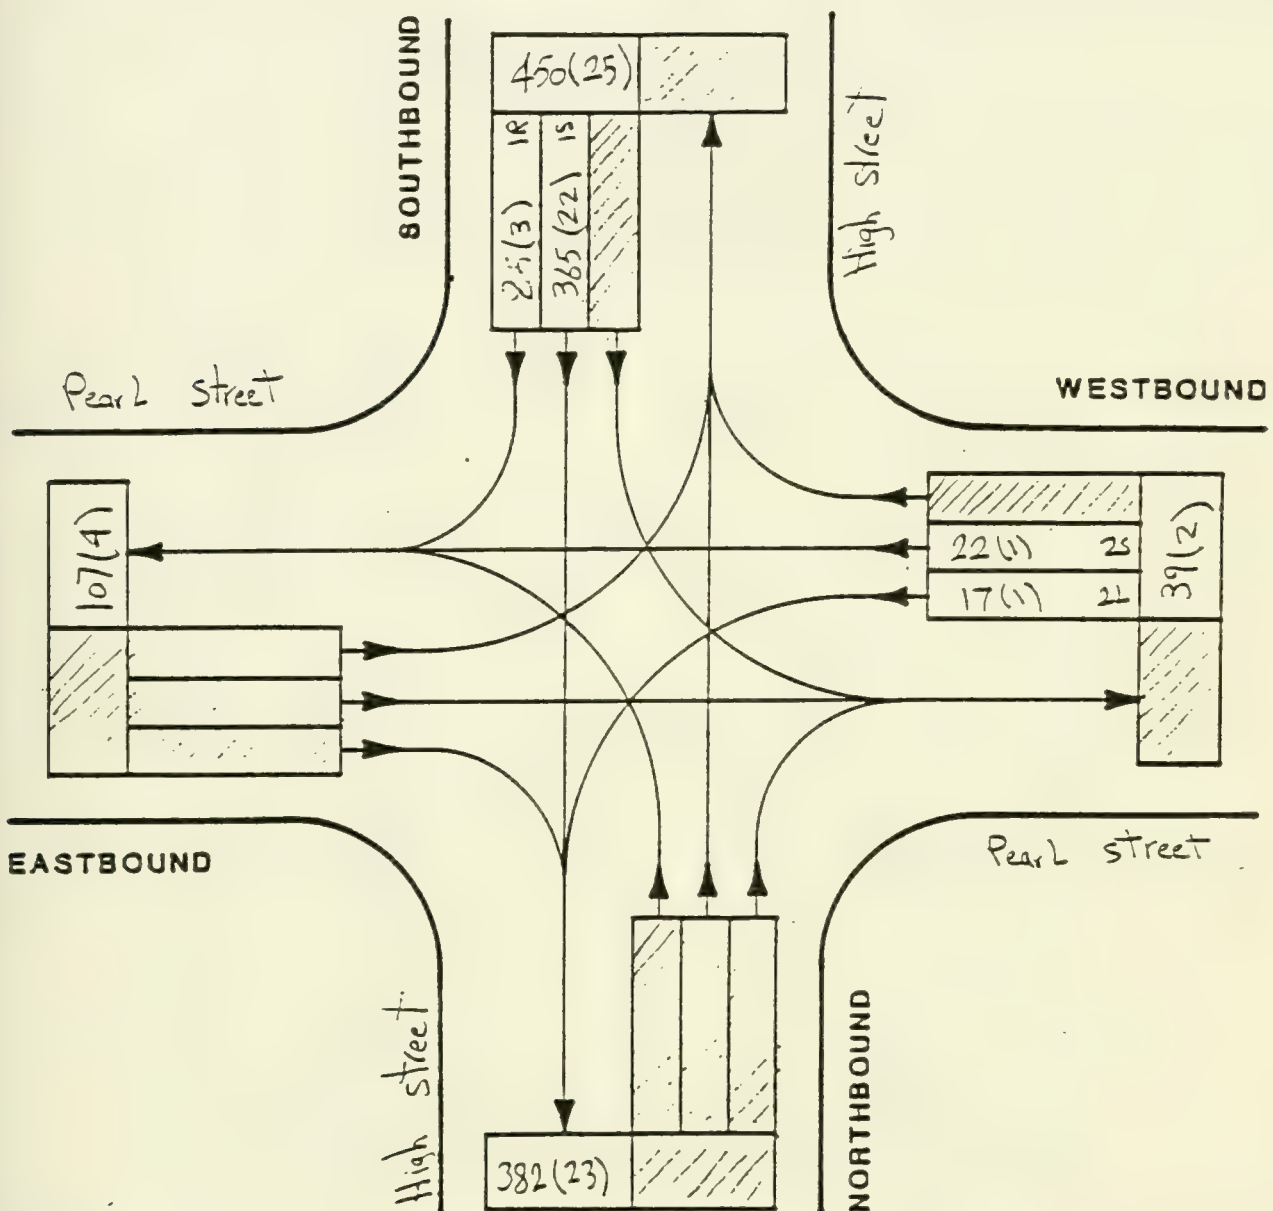 SOUTHBOUND
450(25)
1R
365(22) 1S
High street
Pearl street
WESTBOUND
107(4)
22(1) 2S
17(1) 2L
39(2)
EASTBOUND
Pearl street
High street
NORTHBOUND
382(23)